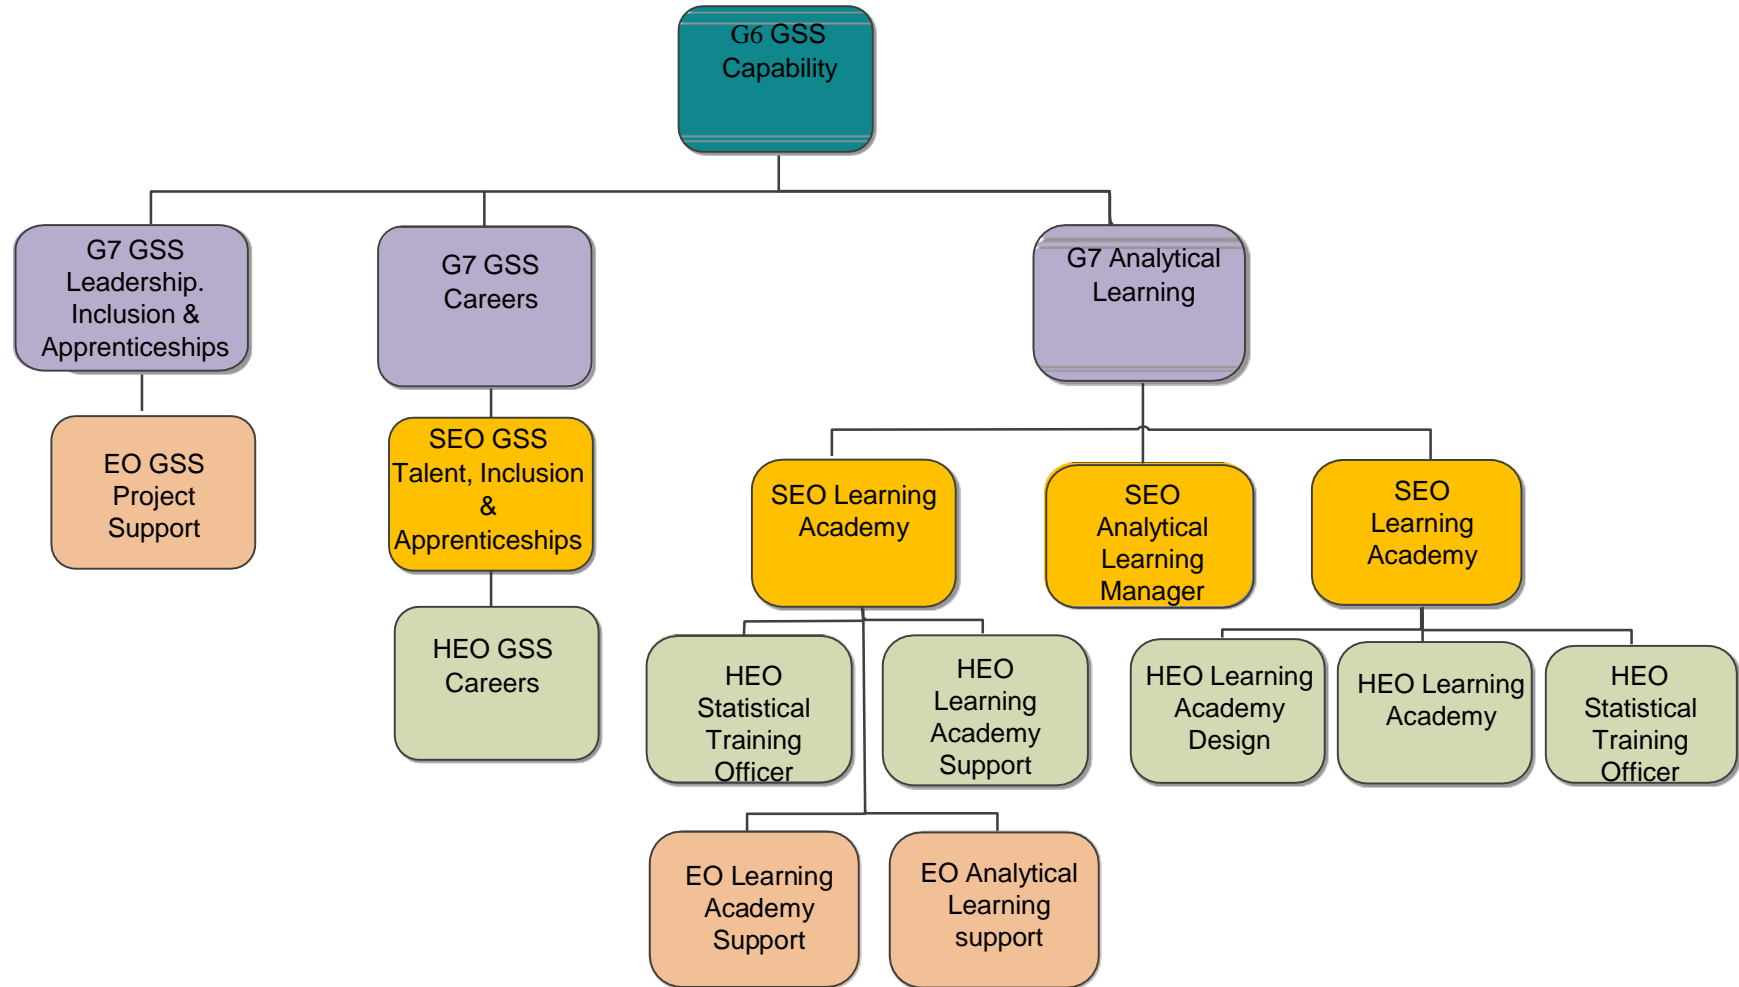 G6 GSS
Capability
G7 GSS
Leadership.
Inclusion &
Apprenticeships
G7 GSS
Careers
G7 Analytical
Learning
EO GSS
Project
Support
SEO GSS
Talent, Inclusion
&
Apprenticeships
SEO Learning
Academy
SEO
Analytical
Learning
Manager
SEO
Learning
Academy
HEO GSS
Careers
HEO
Statistical
Training
Officer
HEO
Learning
Academy
Support
HEO Learning
Academy
Design
HEO Learning
Academy
HEO
Statistical
Training
Officer
EO Learning
Academy
Support
EO Analytical
Learning
support